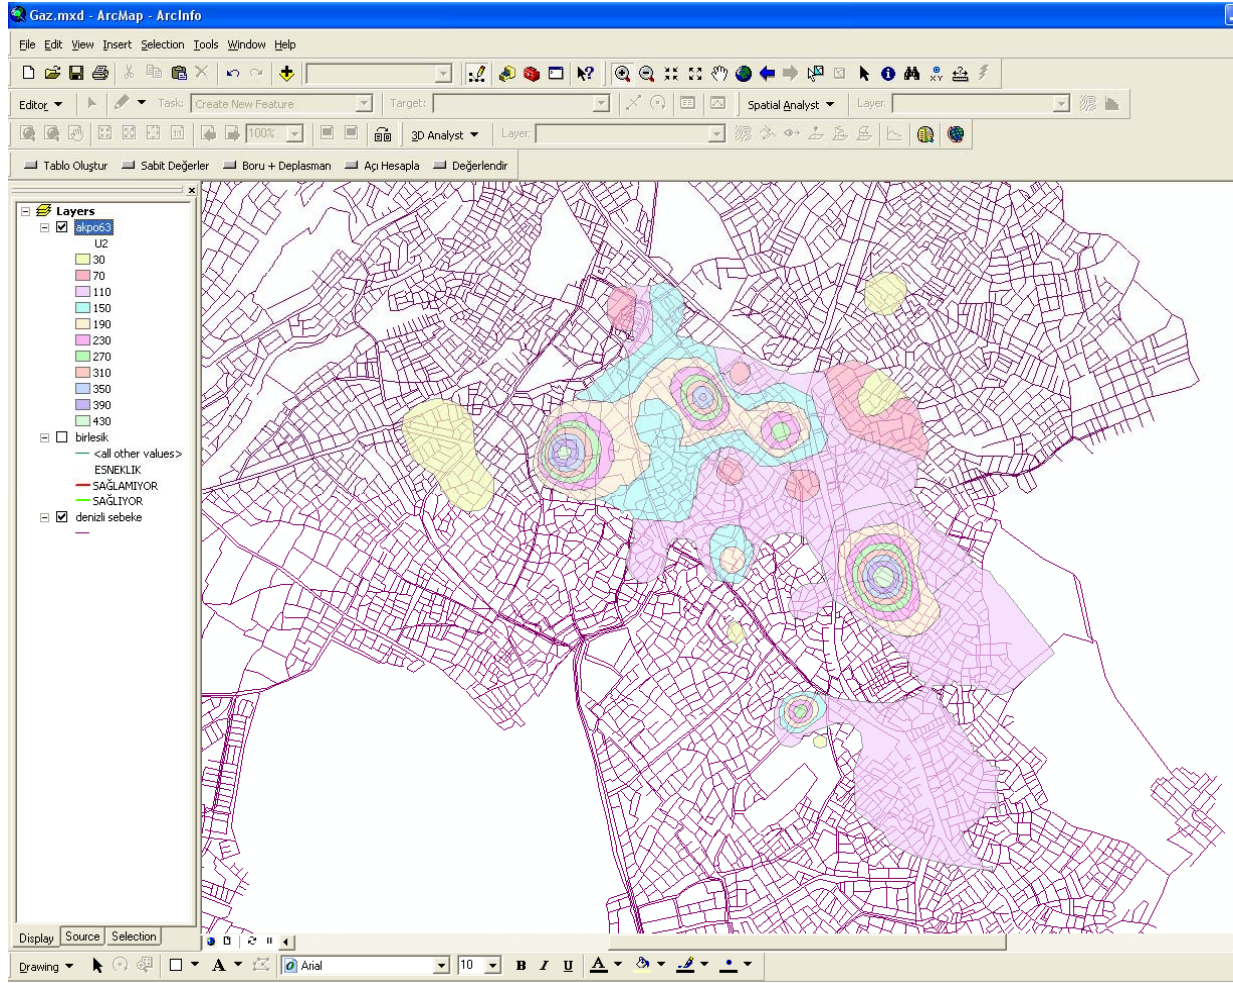 Gaz.mxd - ArcMap - ArcInfo
File Edit View Insert Selection Tools Window Help
Editor Task: Create New Feature Target: Spatial Analyst Layer:
100% 3D Analyst Layer:
Tablo Oluştur Sabit Değerler Boru + Deplasman Açı Hesapla Değerlendir
Layers
akpo63
U2
30
70
110
150
190
230
270
310
350
390
430
birlesik
<all other values>
ESNEKLIK
SAĞLAMIYOR
SAĞLIYOR
denizli sebeke
Display Source Selection
Drawing A Arial 10 B I U A